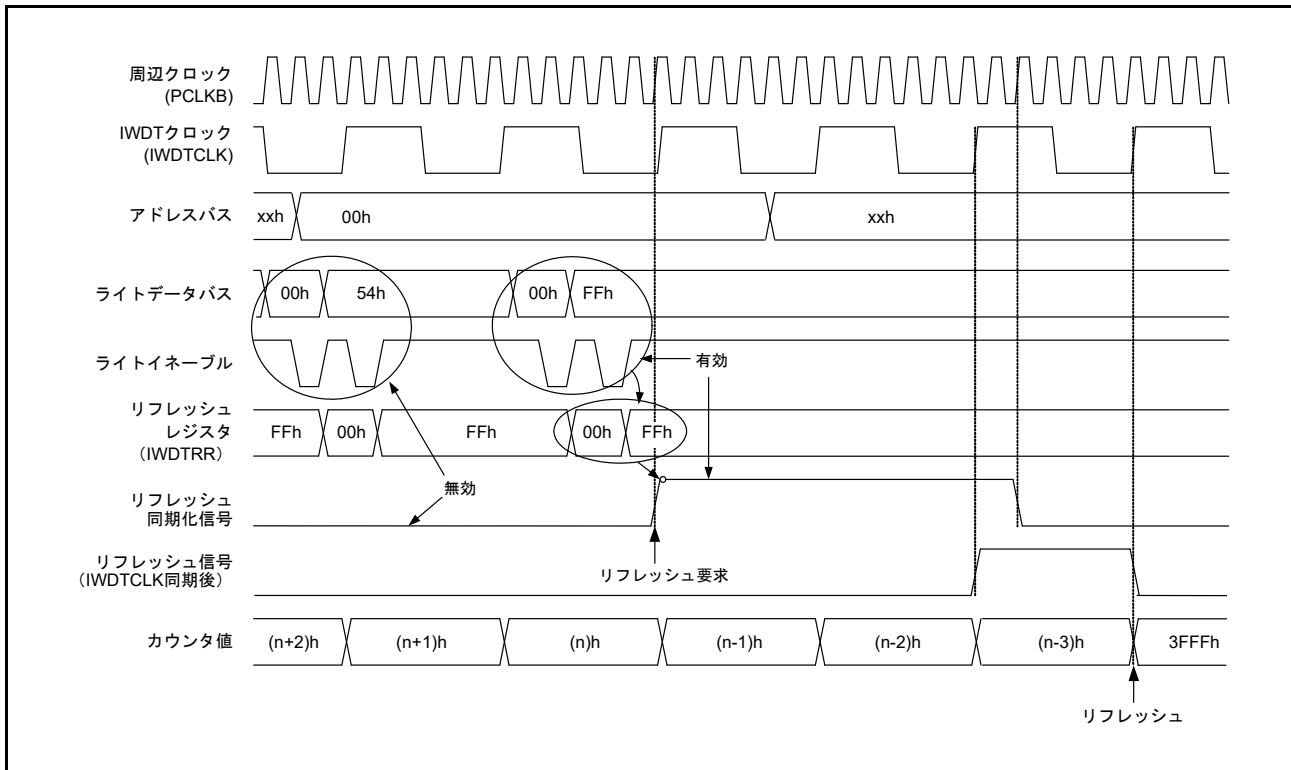 周辺クロック
(PCLKB)
IWDTクロック
(IWDTCLK)
アドレスバス
xxh
00h
xxh
ライトデータバス
00h
54h
00h
FFh
ライトイネーブル
有効
リフレッシュ
レジスタ
（IWDTRR）
FFh
00h
FFh
00h
FFh
無効
リフレッシュ
同期化信号
リフレッシュ要求
リフレッシュ信号
（IWDTCLK同期後）
カウンタ値
(n+2)h
(n+1)h
(n)h
(n-1)h
(n-2)h
(n-3)h
3FFFh
リフレッシュ